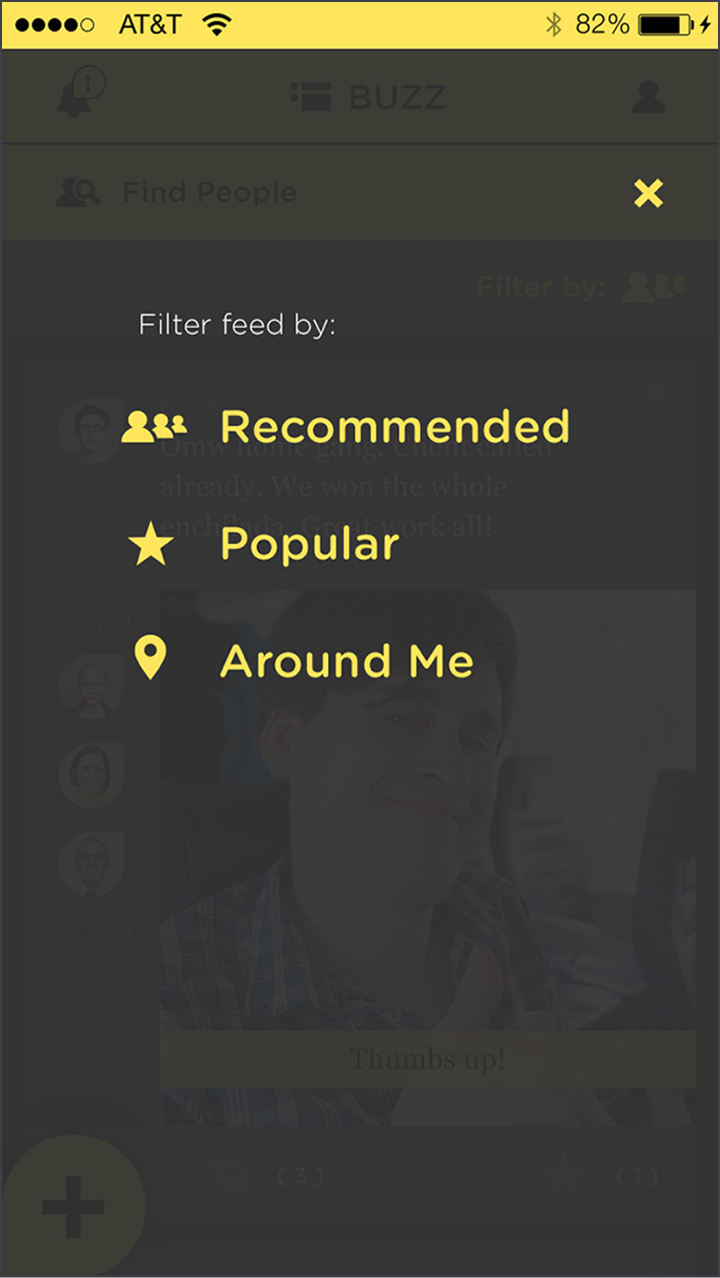 AT&T 82%
!
BUZZ
Find People
Filter by:
Filter feed by:
Recommended
Omw home gang. Client called
already. We won the whole
enchilada. Great work all!
Popular
Tagged
Around Me
Thumbs up!
(3) (1)